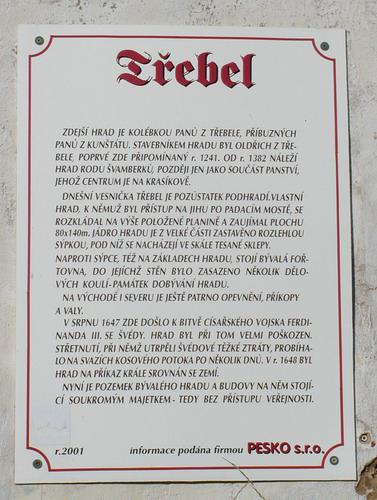 Třebel
ZDEJŠÍ HRAD JE KOLÉBKOU PANŮ Z TŘEBELE, PŘÍBUZNÝCH
PANŮ Z KUNŠTÁTU. STAVEBNÍKEM HRADU BYL OLDŘICH Z TŘE-
BELE, POPRVÉ ZDE PŘIPOMÍNANÝ r. 1241. OD r. 1382 NÁLEŽÍ
HRAD RODU ŠVAMBERKŮ, POZDĚJI JEN JAKO SOUČÁST PANSTVÍ,
JEHOŽ CENTRUM JE NA KRASÍKOVĚ.
DNEŠNÍ VESNIČKA TŘEBEL JE POZŮSTATEK PODHRADÍ.VLASTNÍ
HRAD, K NĚMUŽ BYL PŘÍSTUP NA JIHU PO PADACÍM MOSTĚ, SE
ROZKLÁDAL NA VÝŠE POLOŽENÉ PLANINĚ A ZAUJÍMAL PLOCHU
80x140m. JÁDRO HRADU JE Z VELKÉ ČÁSTI ZASTAVĚNO ROZLEHLOU
SÝPKOU, POD NÍŽ SE NACHÁZEJÍ VE SKÁLE TESANÉ SKLEPY.
NAPROTI SÝPCE, TÉŽ NA ZÁKLADECH HRADU, STOJÍ BÝVALÁ FOŘ-
TOVNA, DO JEJÍCHŽ STĚN BYLO ZASAZENO NĚKOLIK DĚLO-
VÝCH KOULÍ-PAMÁTEK DOBÝVÁNÍ HRADU.
NA VÝCHODĚ I SEVERU JE JEŠTĚ PATRNO OPEVNĚNÍ, PŘÍKOPY
A VALY.
V SRPNU 1647 ZDE DOŠLO K BITVĚ CÍSAŘSKÉHO VOJSKA FERDI-
NANDA III. SE ŠVÉDY. HRAD BYL PŘI TOM VELMI POŠKOZEN.
STŘETNUTÍ, PŘI NĚMŽ UTRPĚLI ŠVÉDOVÉ TĚŽKÉ ZTRÁTY, PROBÍHA-
LO NA SVAZÍCH KOSOVÉHO POTOKA PO NĚKOLIK DNŮ. V r. 1648 BYL
HRAD NA PŘÍKAZ KRÁLE SROVNÁN SE ZEMÍ.
NYNÍ JE POZEMEK BÝVALÉHO HRADU A BUDOVY NA NĚM STOJÍ-
CÍ SOUKROMÝM MAJETKEM - TEDY BEZ PŘÍSTUPU VEŘEJNOSTI.
r.2001 informace podána firmou PESKO s.r.o.